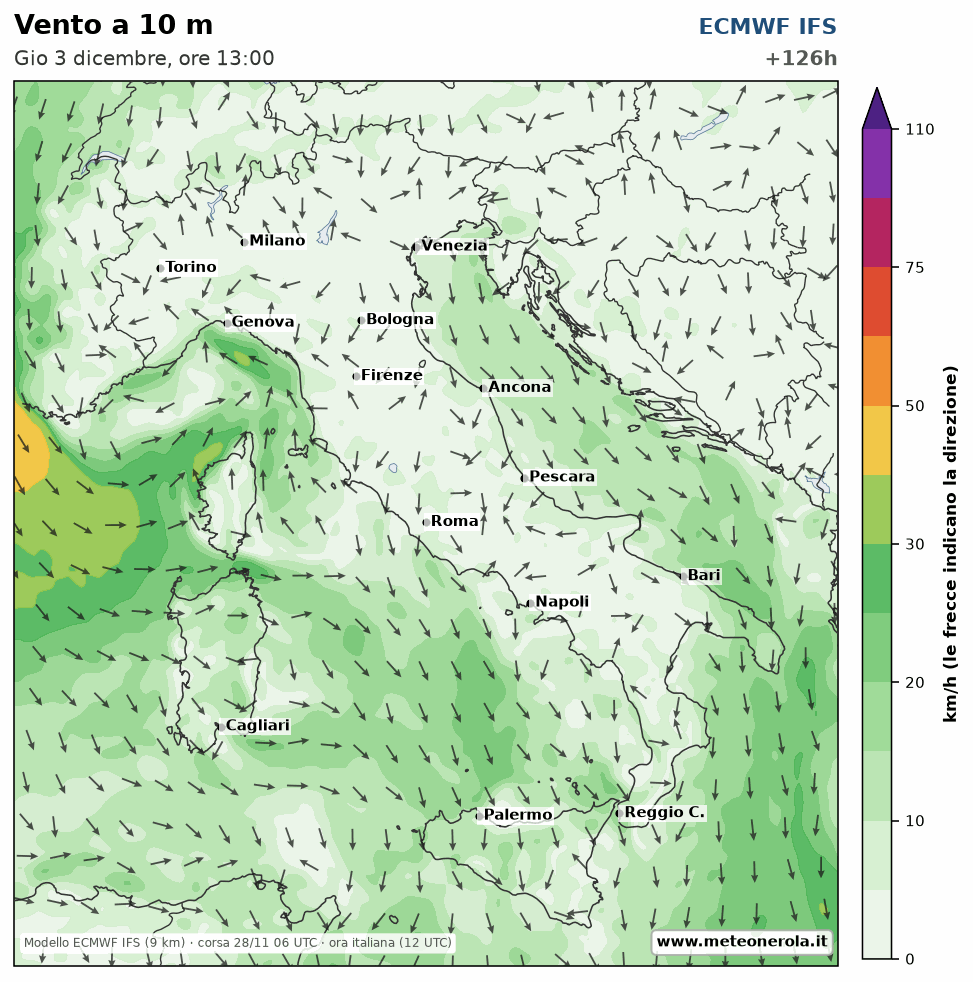 Vento a 10 m
ECMWF IFS
Gio 3 dicembre, ore 13:00
+126h
Milano
Venezia
Torino
Genova
Bologna
Firenze
Ancona
Pescara
Roma
Bari
Napoli
Cagliari
Palermo
Reggio C.
110
75
50
30
20
10
0
km/h (le frecce indicano la direzione)
Modello ECMWF IFS (9 km) · corsa 28/11 06 UTC · ora italiana (12 UTC)
www.meteonerola.it